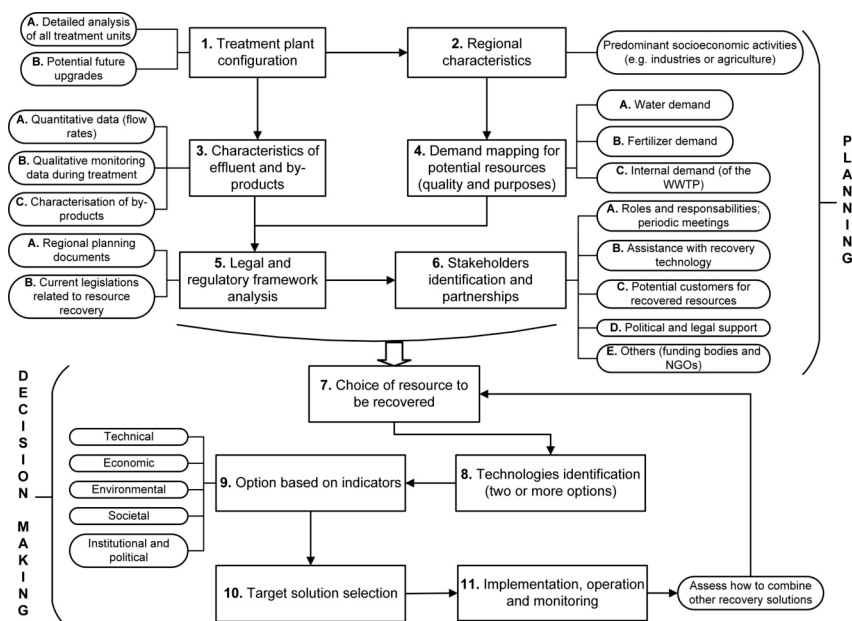 A. Detailed analysis
of all treatment units
B. Potential future
upgrades
1. Treatment plant
configuration
2. Regional
characteristics
Predominant socioeconomic activities
(e.g. industries or agriculture)
A. Quantitative data (flow
rates)
B. Qualitative monitoring
data during treatment
C. Characterisation of by-
products
3. Characteristics of
effluent and by-
products
4. Demand mapping for
potential resources
(quality and purposes)
A. Water demand
B. Fertilizer demand
C. Internal demand (of the
WWTP)
A. Regional planning
documents
B. Current legislations
related to resource
recovery
5. Legal and
regulatory framework
analysis
6. Stakeholders
identification and
partnerships
A. Roles and responsabilities;
periodic meetings
B. Assistance with recovery
technology
C. Potential customers for
recovered resources
D. Political and legal support
E. Others (funding bodies and
NGOs)
PLANNING
DECISION MAKING
7. Choice of resource to
be recovered
8. Technologies identification
(two or more options)
9. Option based on indicators
Technical
Economic
Environmental
Societal
Institutional and
political
10. Target solution selection
11. Implementation, operation
and monitoring
Assess how to combine
other recovery solutions